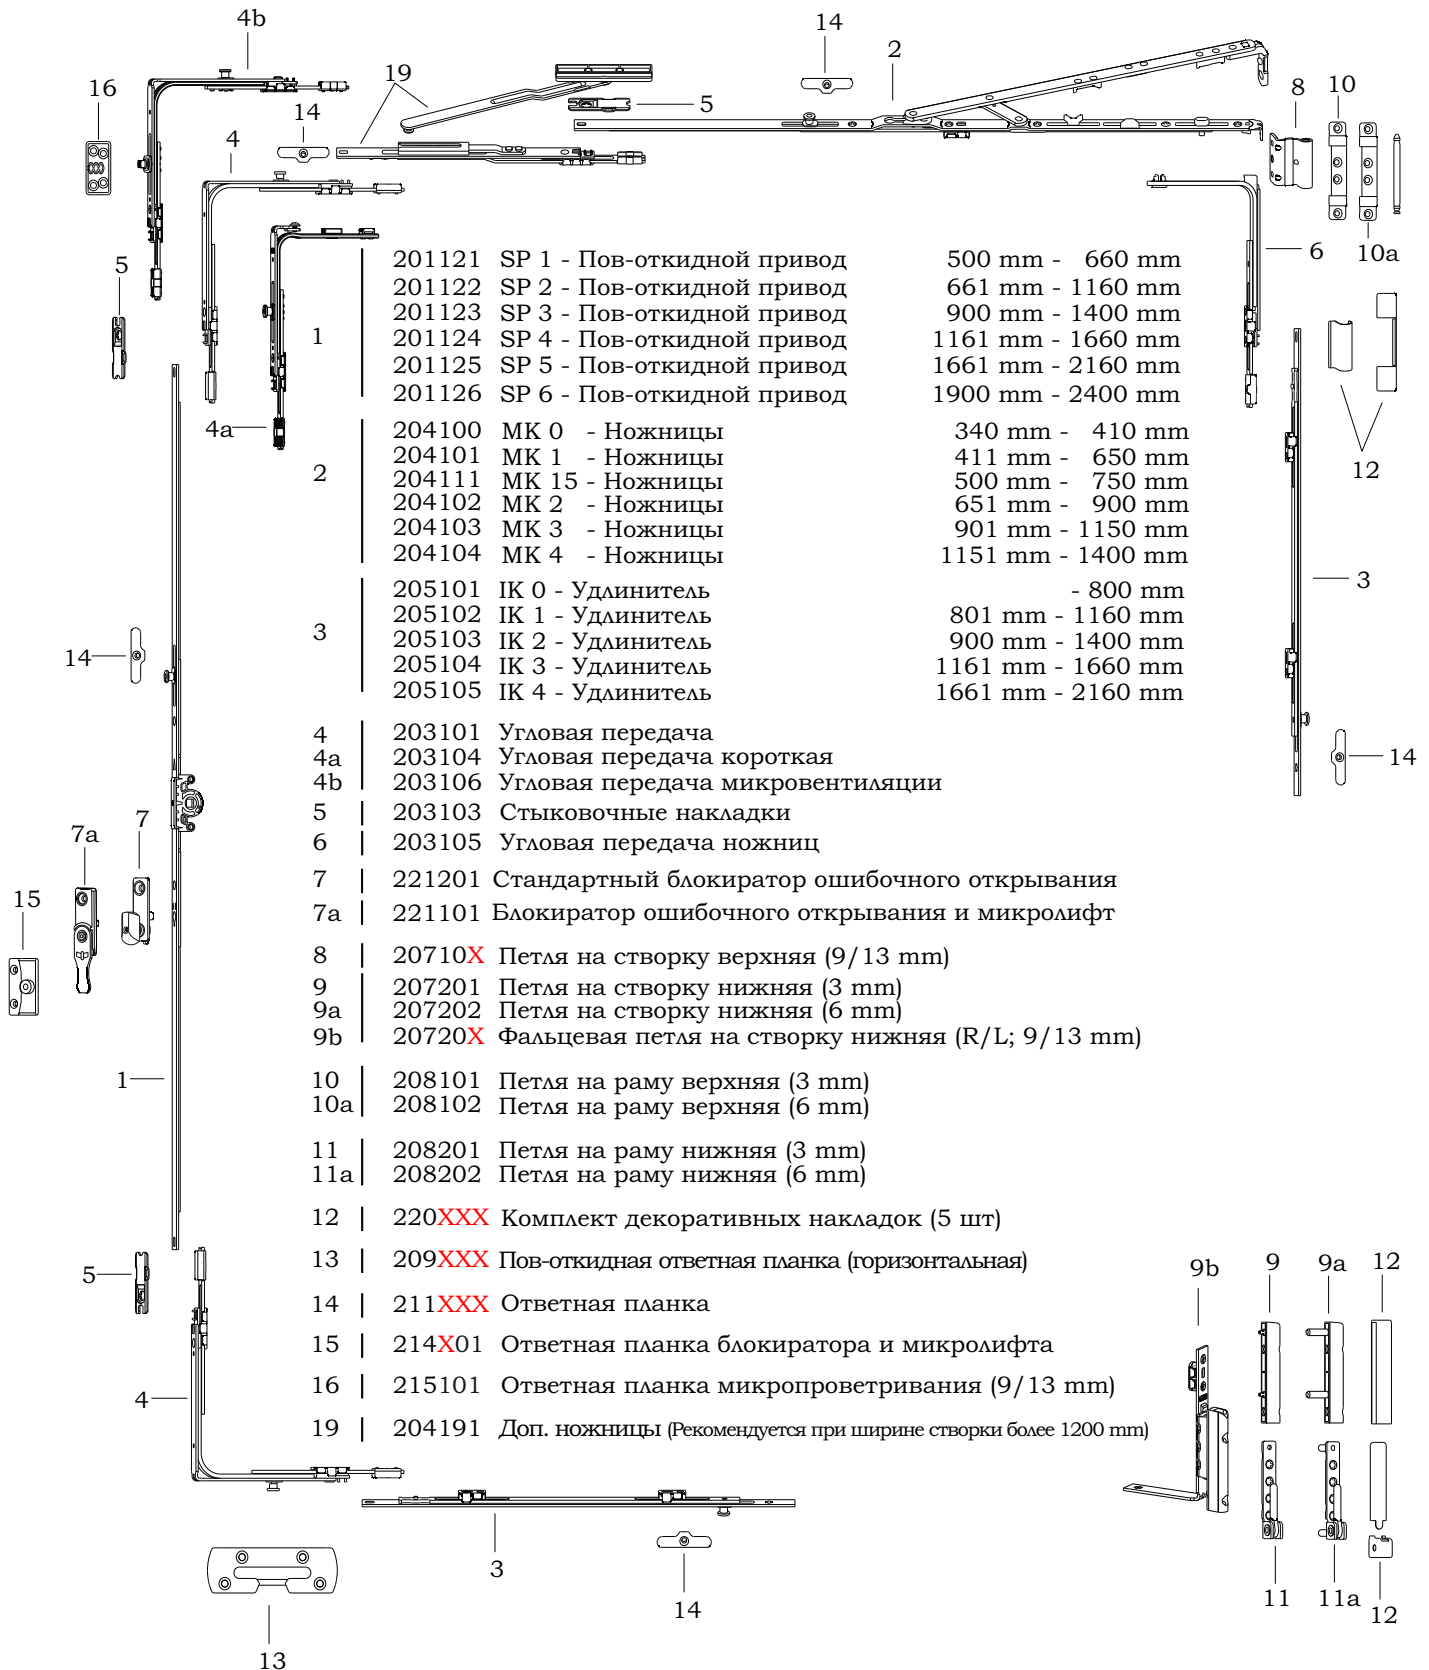 4b
14
2
16
19
5
8
10
14
4
6
10a
5
201121 SP 1 - Пов-откидной привод 500 mm - 660 mm
201122 SP 2 - Пов-откидной привод 661 mm - 1160 mm
201123 SP 3 - Пов-откидной привод 900 mm - 1400 mm
1
201124 SP 4 - Пов-откидной привод 1161 mm - 1660 mm
201125 SP 5 - Пов-откидной привод 1661 mm - 2160 mm
201126 SP 6 - Пов-откидной привод 1900 mm - 2400 mm
4a
12
204100 МК 0 - Ножницы 340 mm - 410 mm
204101 МК 1 - Ножницы 411 mm - 650 mm
2
204111 МК 15 - Ножницы 500 mm - 750 mm
204102 МК 2 - Ножницы 651 mm - 900 mm
204103 МК 3 - Ножницы 901 mm - 1150 mm
204104 МК 4 - Ножницы 1151 mm - 1400 mm
3
205101 IK 0 - Удлинитель - 800 mm
205102 IK 1 - Удлинитель 801 mm - 1160 mm
3
205103 IK 2 - Удлинитель 900 mm - 1400 mm
205104 IK 3 - Удлинитель 1161 mm - 1660 mm
205105 IK 4 - Удлинитель 1661 mm - 2160 mm
14
4 203101 Угловая передача
4a 203104 Угловая передача короткая
4b 203106 Угловая передача микровентиляции
14
5 203103 Стыковочные накладки
6 203105 Угловая передача ножниц
7a
7
15
7 221201 Стандартный блокиратор ошибочного открывания
7a 221101 Блокиратор ошибочного открывания и микролифт
8 20710X Петля на створку верхняя (9/13 mm)
9 207201 Петля на створку нижняя (3 mm)
9a 207202 Петля на створку нижняя (6 mm)
9b 20720X Фальцевая петля на створку нижняя (R/L; 9/13 mm)
1
10 208101 Петля на раму верхняя (3 mm)
10a 208102 Петля на раму верхняя (6 mm)
11 208201 Петля на раму нижняя (3 mm)
11a 208202 Петля на раму нижняя (6 mm)
12 220XXX Комплект декоративных накладок (5 шт)
13 209XXX Пов-откидная ответная планка (горизонтальная)
5
9b
9
9a
12
14 211XXX Ответная планка
15 214X01 Ответная планка блокиратора и микролифта
16 215101 Ответная планка микропроветривания (9/13 mm)
4
19 204191 Доп. ножницы (Рекомендуется при ширине створки более 1200 mm)
3
14
11
11a
12
13